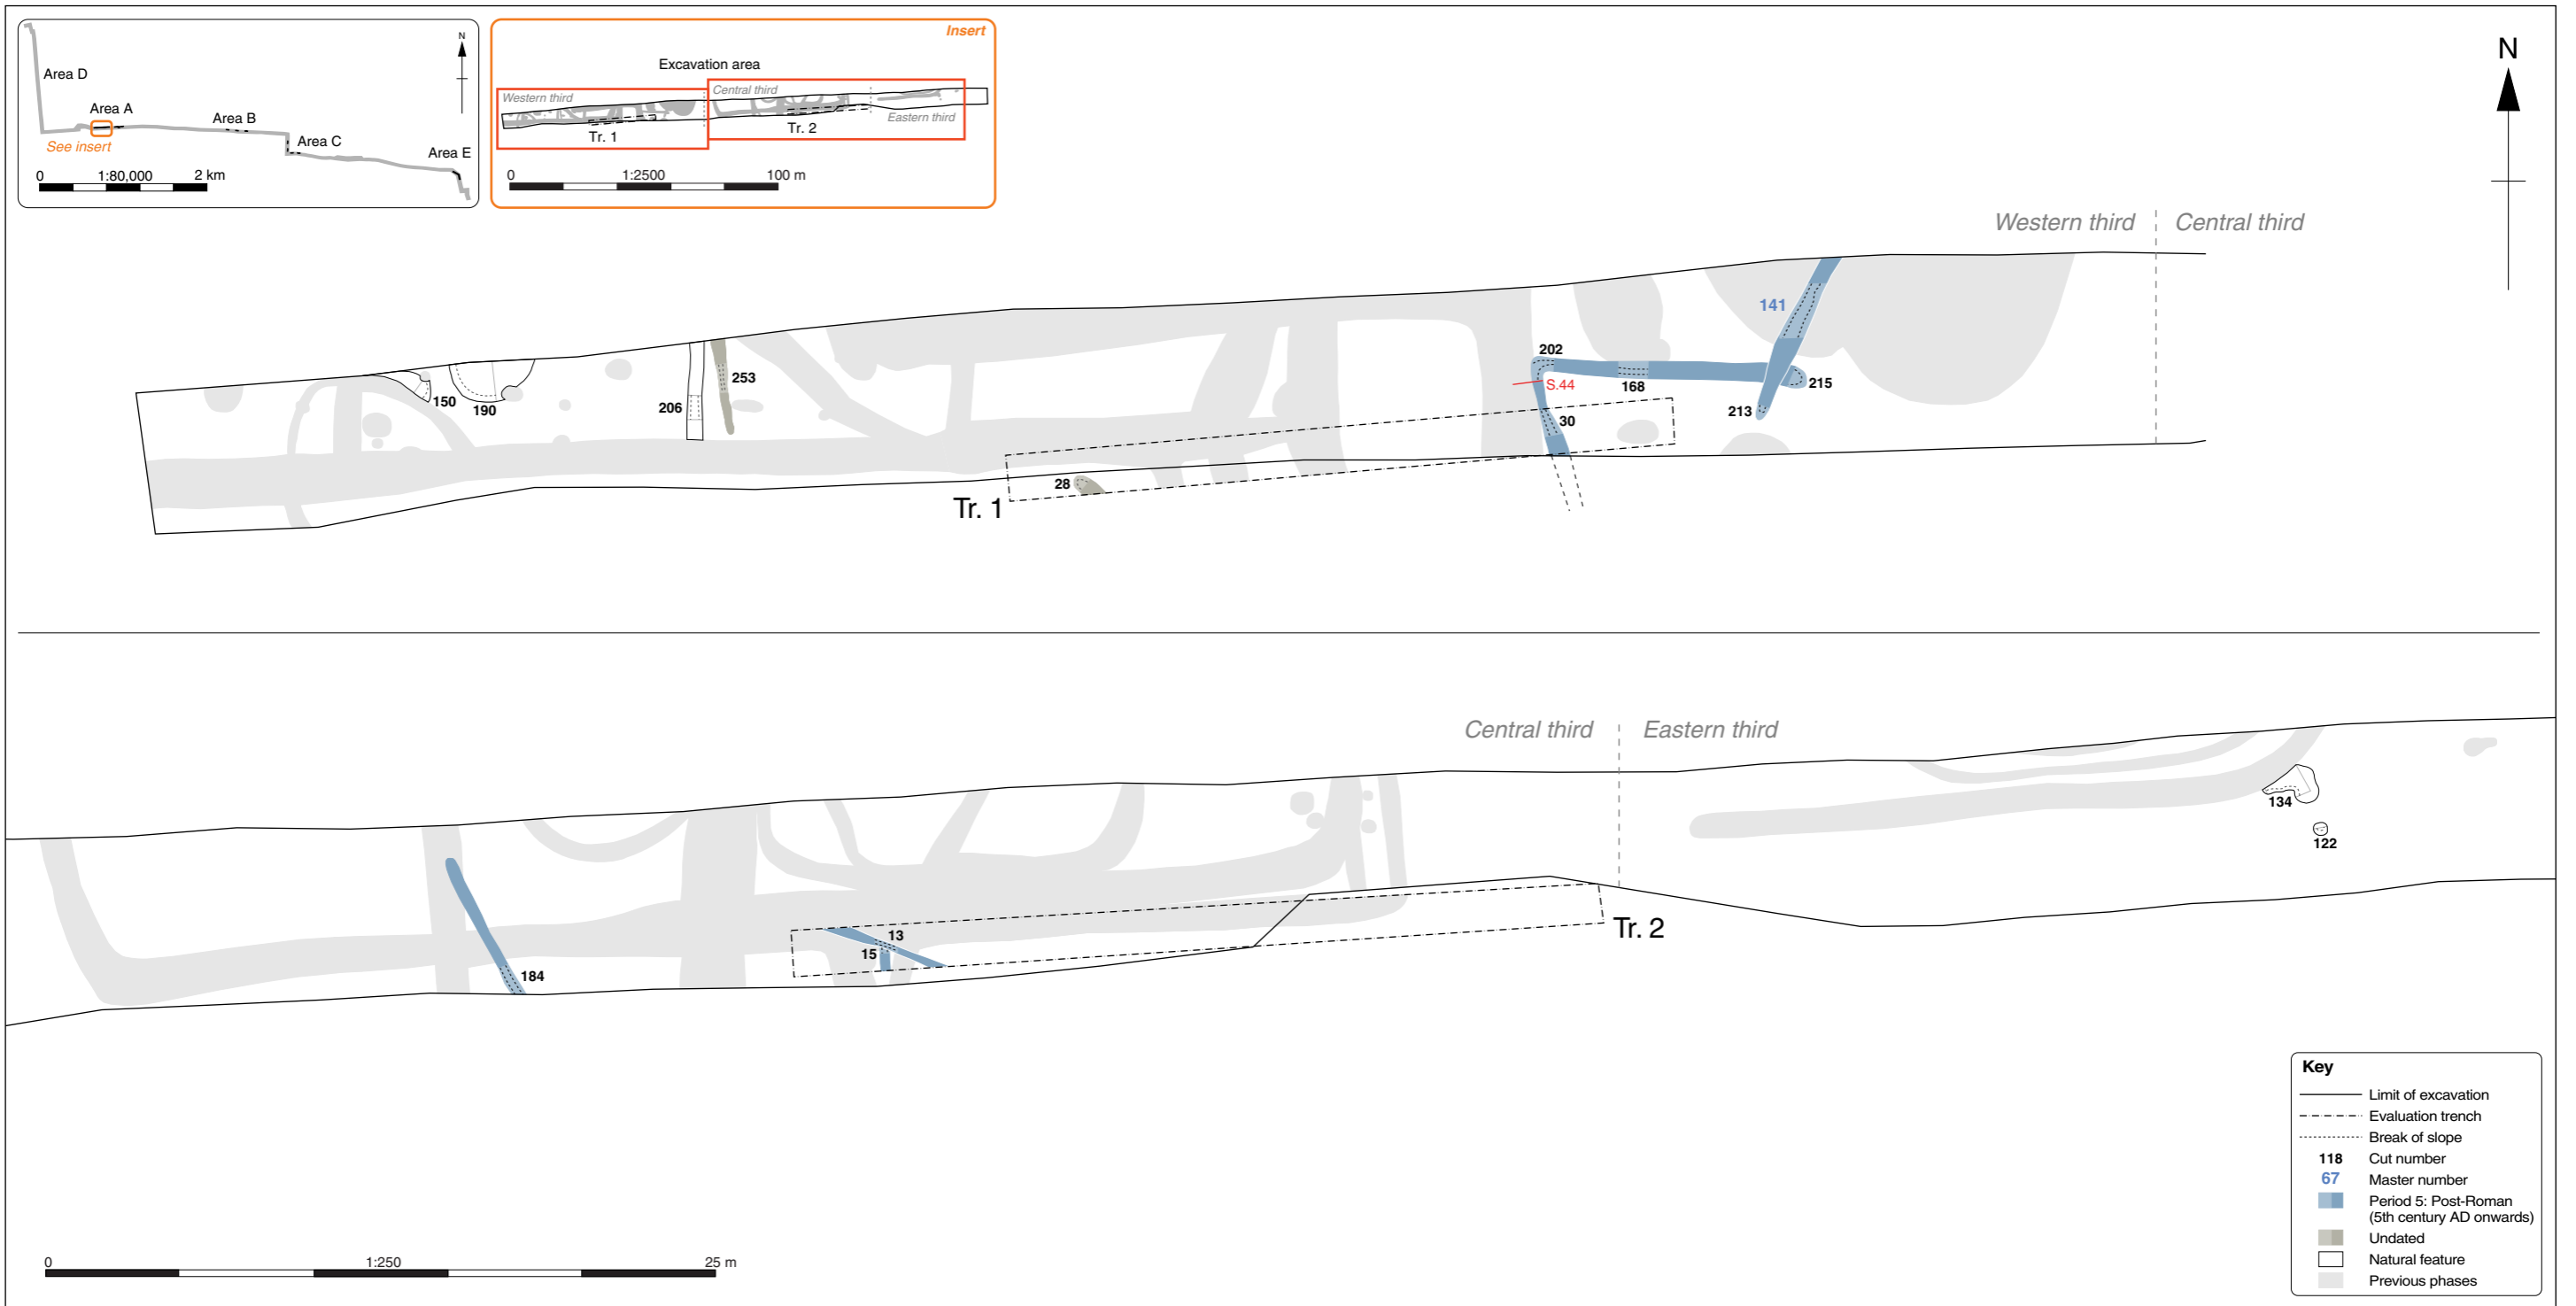 N
Area D
Area A
Area B
See insert
Area C
Area E
0 1:80,000 2 km
Insert
Excavation area
Western third
Central third
Tr. 1
Tr. 2
Eastern third
0 1:2500 100 m
N
Western third Central third
141
202
S.44
168
215
213
30
253
150
190
206
28
Tr. 1
Central third Eastern third
134
122
13
15
184
Tr. 2
0 1:250 25 m
Key
Limit of excavation
Evaluation trench
Break of slope
118 Cut number
67 Master number
Period 5: Post-Roman
(5th century AD onwards)
Undated
Natural feature
Previous phases